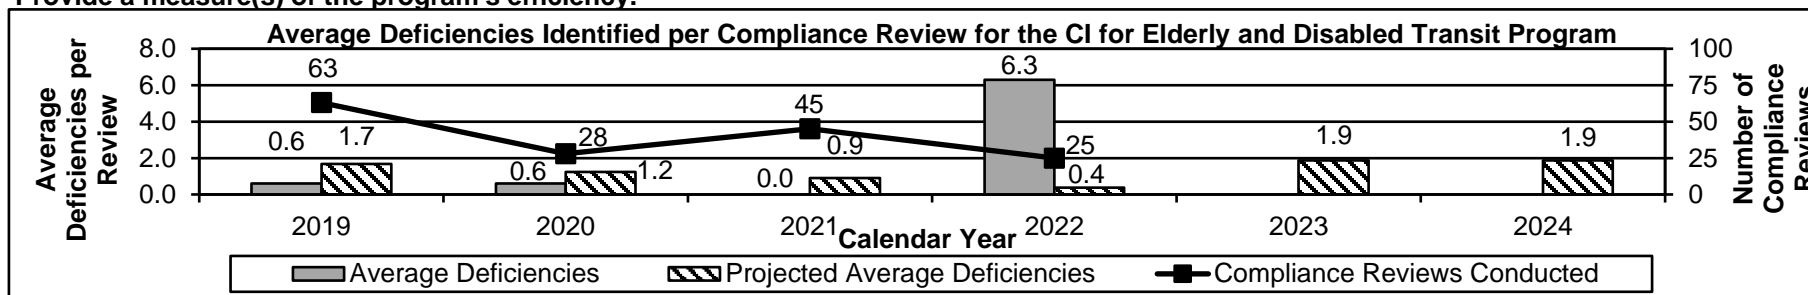 Provide a measure(s) of the program's efficiency.
Average Deficiencies Identified per Compliance Review for the CI for Elderly and Disabled Transit Program
Average
Deficiencies per
Review
8.0
6.0
4.0
2.0
0.0
63
0.6
1.7
28
0.6
1.2
45
0.0
0.9
6.3
25
0.4
1.9
1.9
100
75
50
25
0
Number of
Compliance
Reviews
2019
2020
2021
2022
2023
2024
Calendar Year
Average Deficiencies
Projected Average Deficiencies
Compliance Reviews Conducted